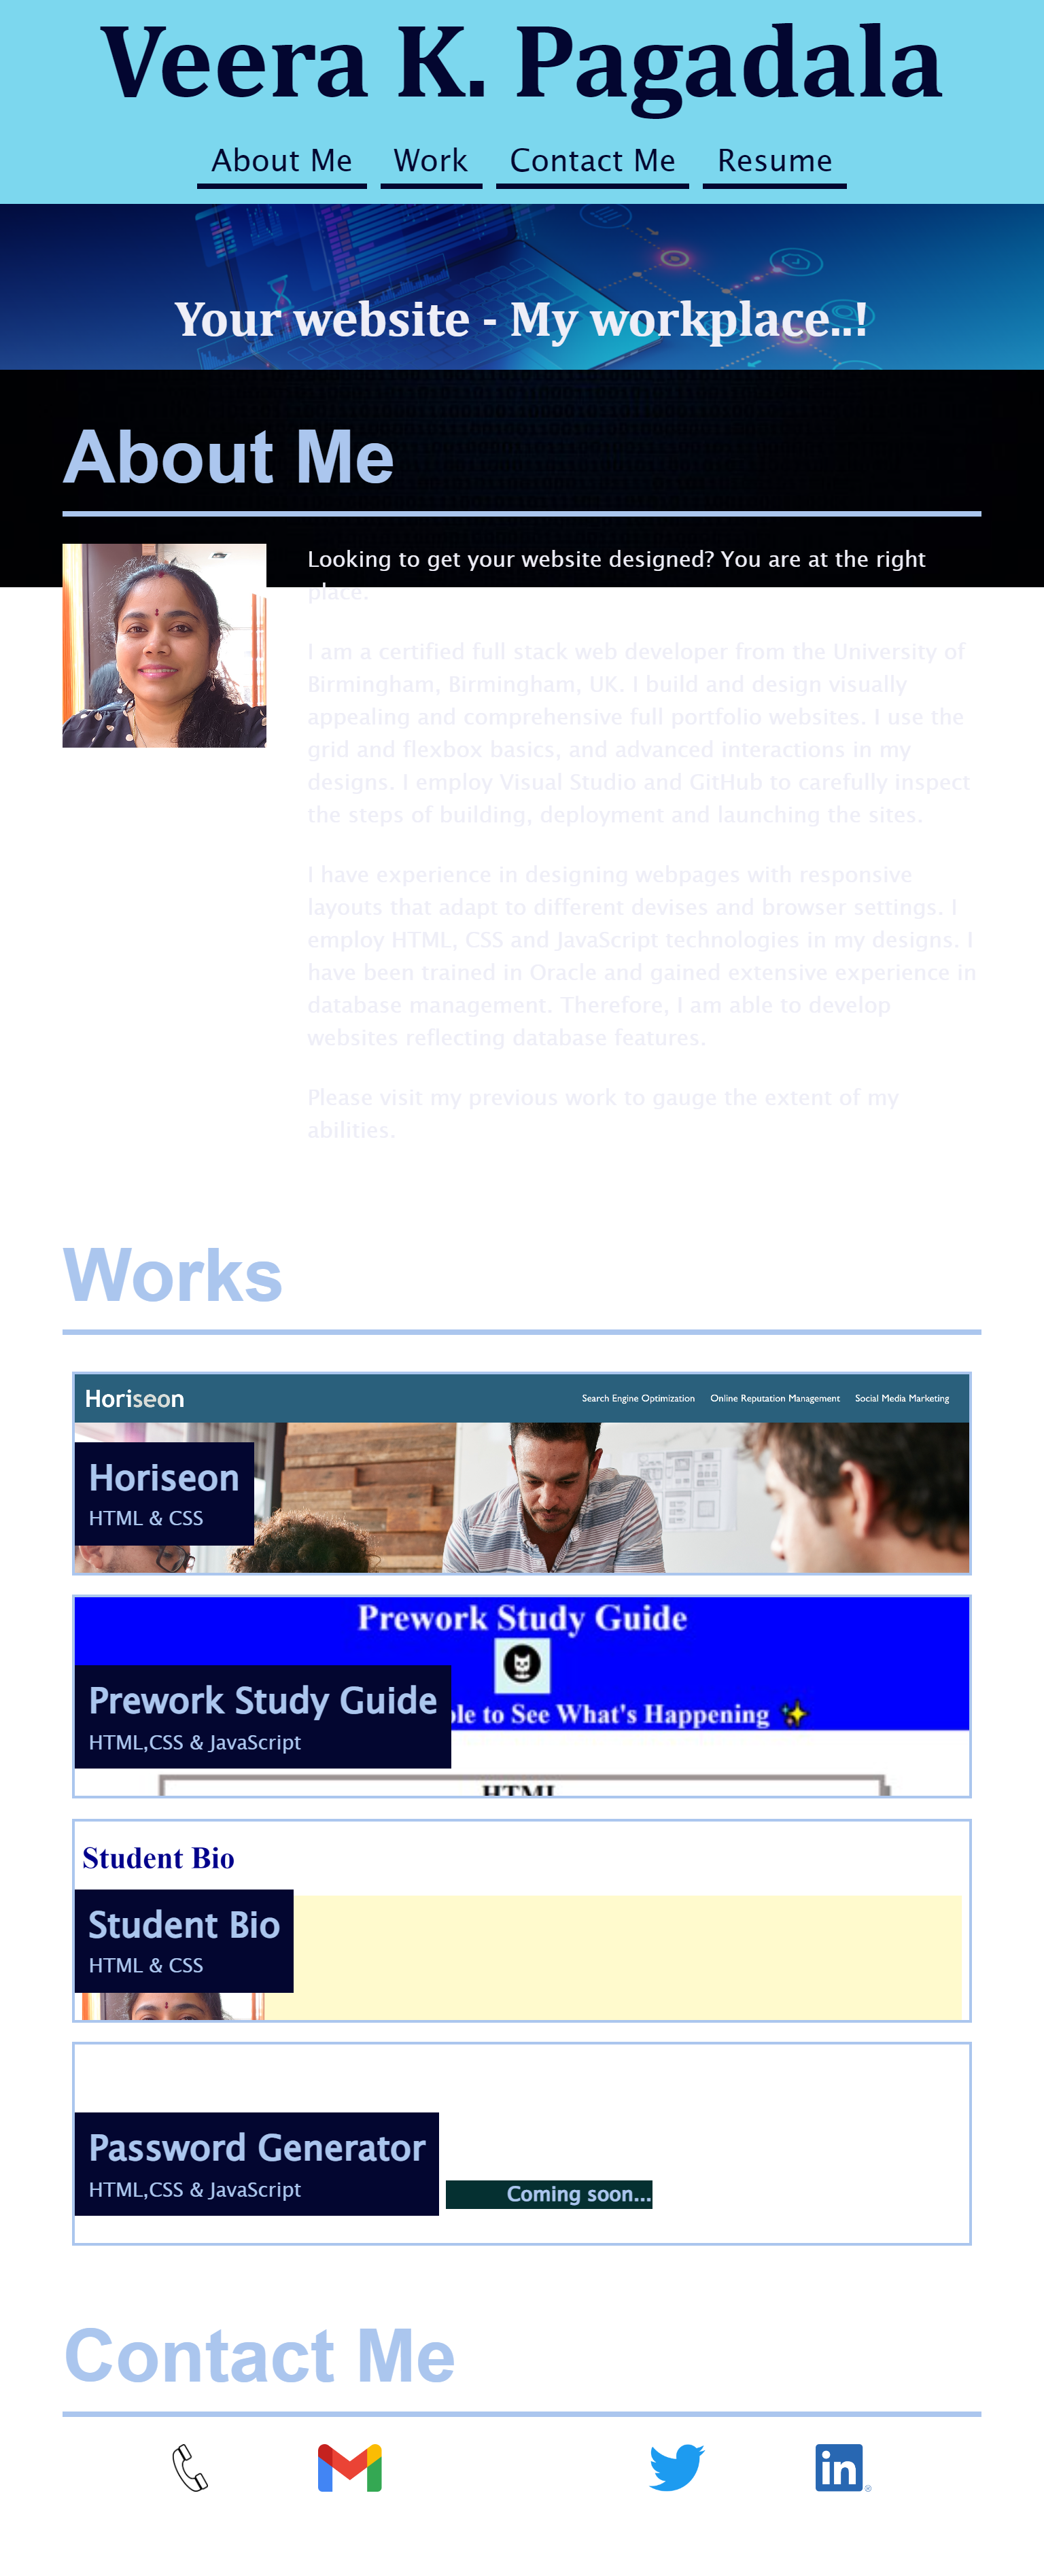 Veera K. Pagadala
About Me Work Contact Me Resume
Your website - My workplace..!
About Me
Looking to get your website designed? You are at the right
place.
I am a certified full stack web developer from the University of
Birmingham, Birmingham, UK. I build and design visually
appealing and comprehensive full portfolio websites. I use the
grid and flexbox basics, and advanced interactions in my
designs. I employ Visual Studio and GitHub to carefully inspect
the steps of building, deployment and launching the sites.
I have experience in designing webpages with responsive
layouts that adapt to different devises and browser settings. I
employ HTML, CSS and JavaScript technologies in my designs. I
have been trained in Oracle and gained extensive experience in
database management. Therefore, I am able to develop
websites reflecting database features.
Please visit my previous work to gauge the extent of my
abilities.
Works
Horiseon Search Engine Optimization Online Reputation Management Social Media Marketing
Horiseon
HTML & CSS
Prework Study Guide
Prework Study Guide
to See What's Happening
HTML,CSS & JavaScript
HTML
Student Bio
Student Bio
HTML & CSS
Password Generator
HTML,CSS & JavaScript
Coming soon...
Contact Me
in